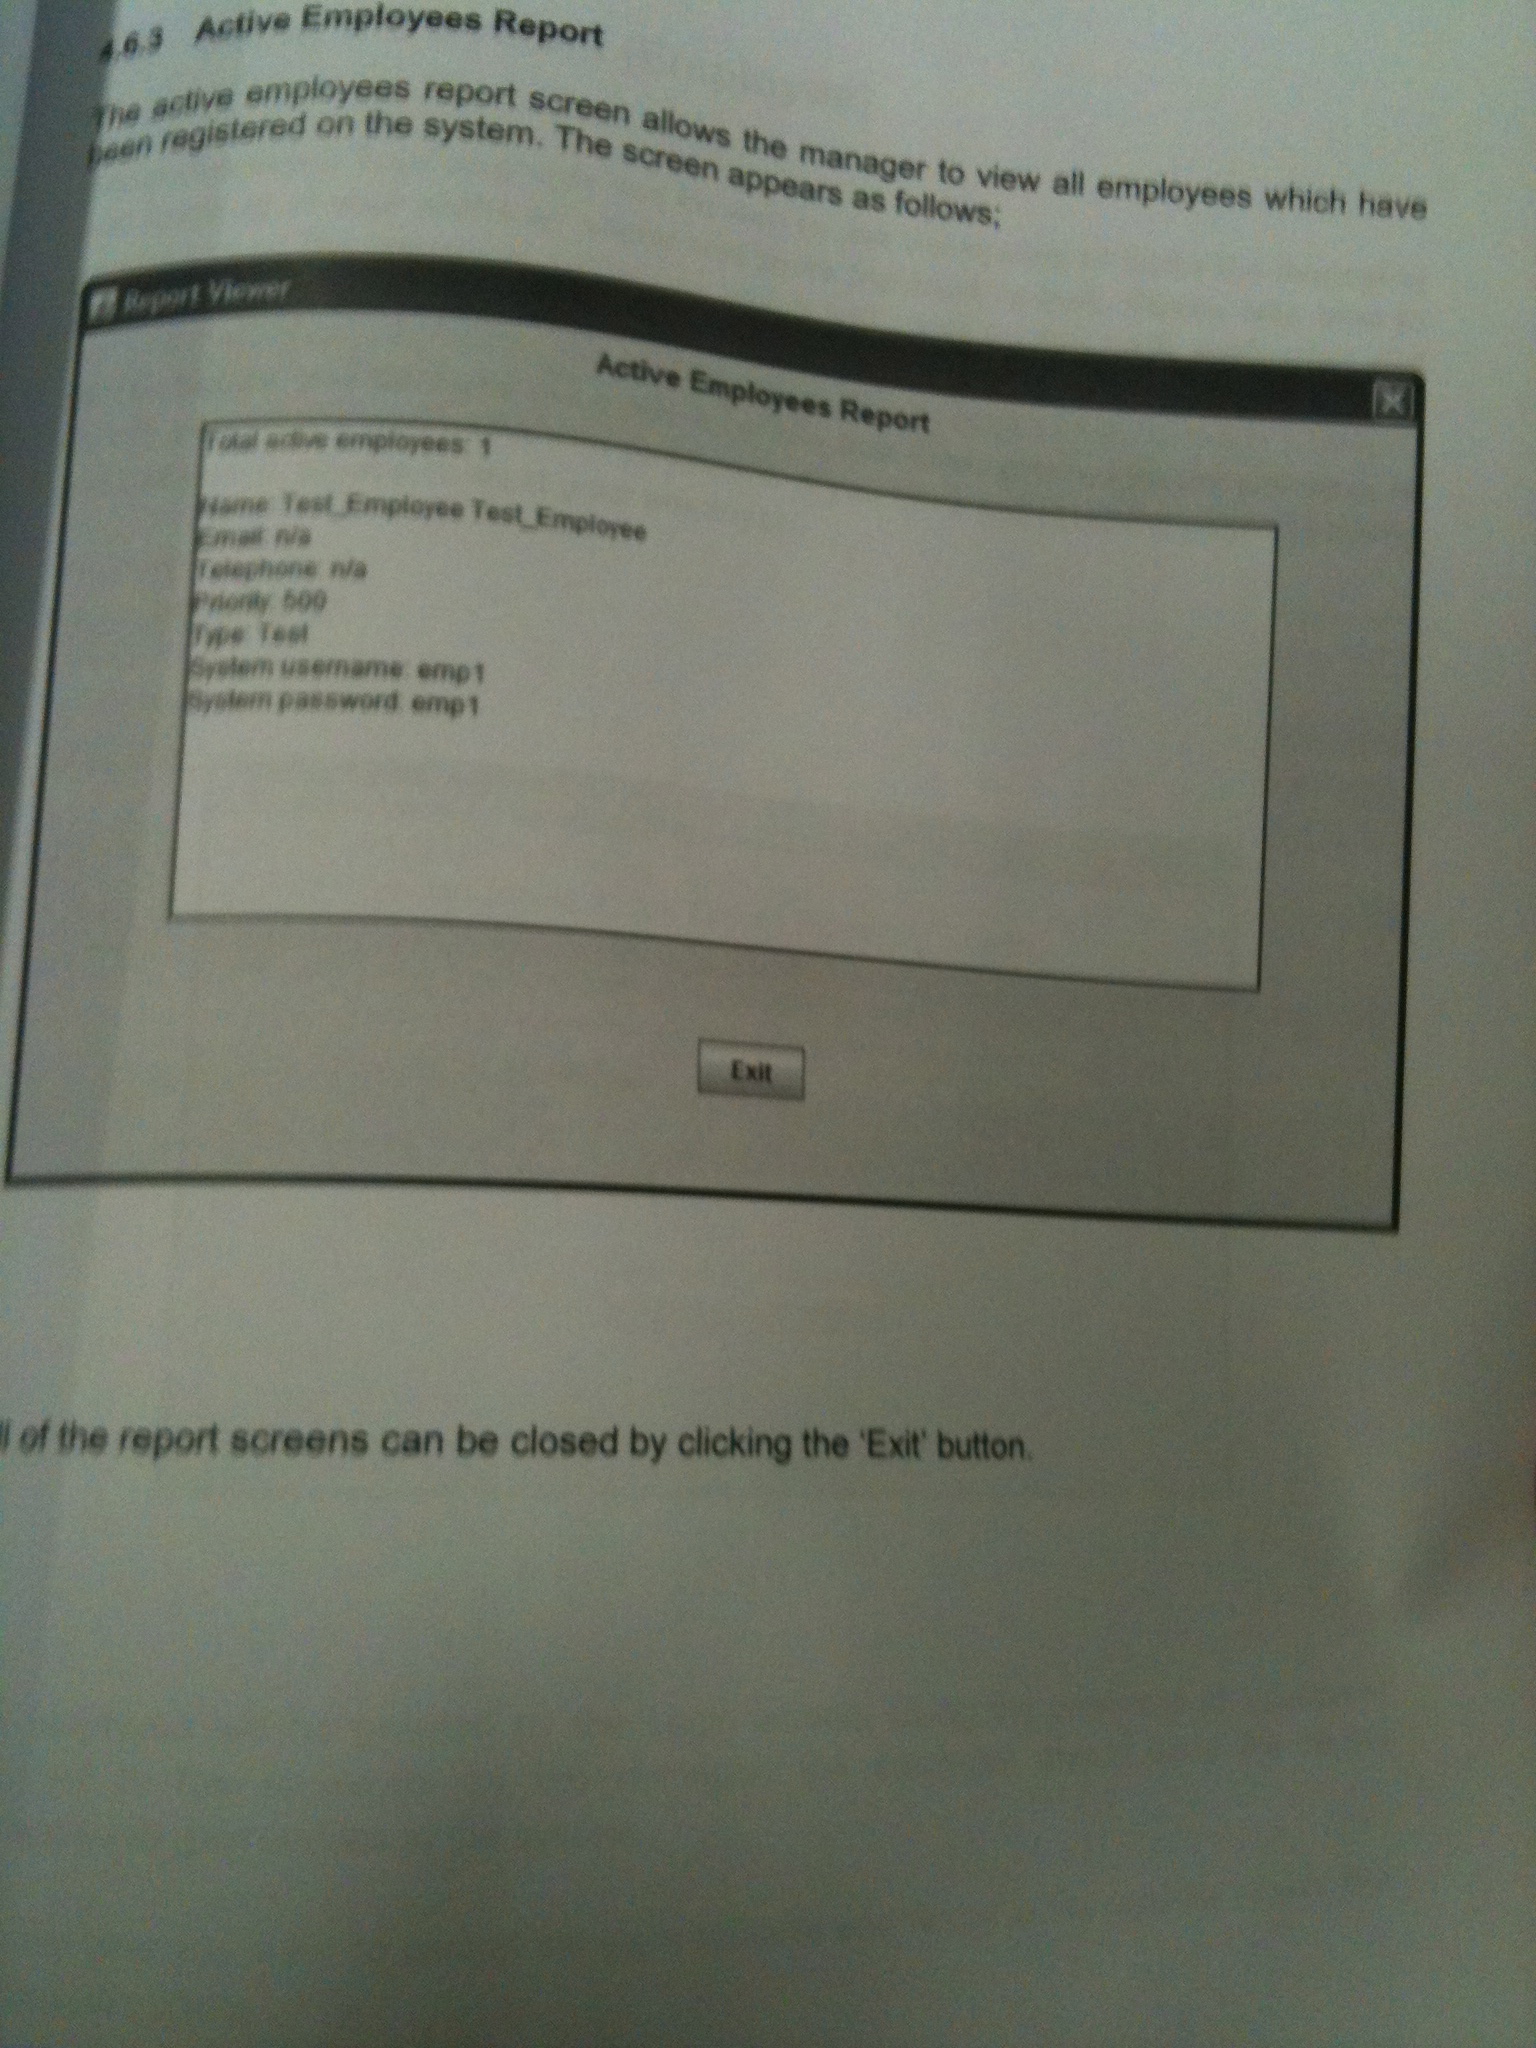 4.6.3 Active Employees Report
The active employees report screen allows the manager to view all employees which have
been registered on the system. The screen appears as follows;
Report Viewer
Active Employees Report
Total active employees: 1
Name: Test_Employee Test_Employee
Email: n/a
Telephone: n/a
Priority: 500
Type: Test
System username: emp1
System password: emp1
Exit
ll of the report screens can be closed by clicking the 'Exit' button.